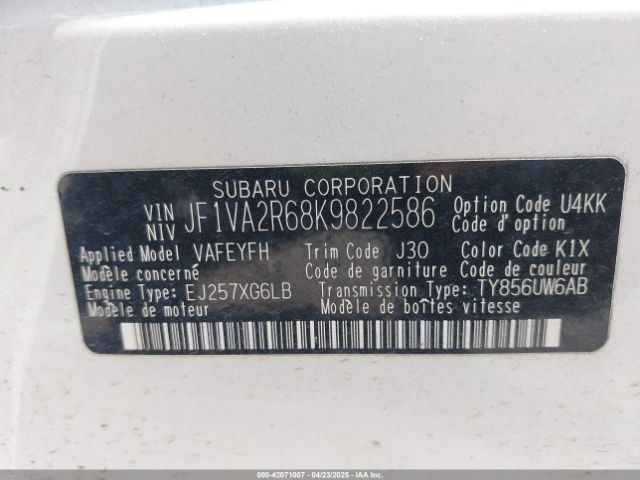 SUBARU CORPORATION
VIN NIV JF1VA2R68K9822586 Option Code U4KK
Code d'option
Applied Model VAFEYFH Trim Code J30 Color Code K1X
Modèle concerné Code de garniture Code de couleur
Engine Type: EJ257XG6LB Transmission Type: TY856UW6AB
Modèle de moteur Modèle de boîtes vitesse
000-42071007 - 04/23/2025 - IAAI.COM